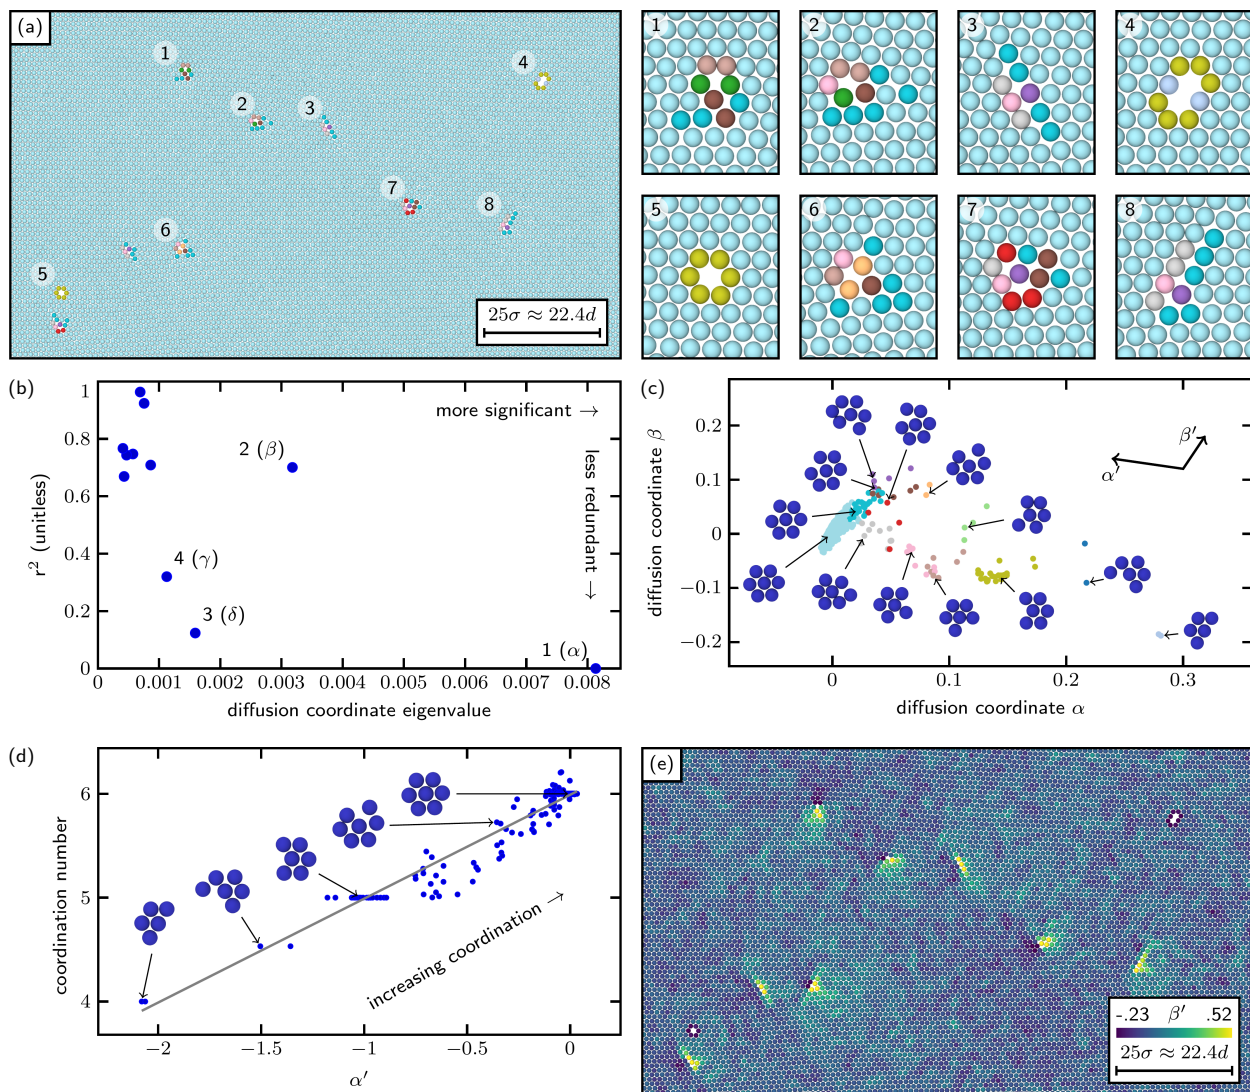 (a)
1
2
3
4
5
6
7
8
25σ ≈ 22.4d
1
2
3
4
5
6
7
8
(b)
r² (unitless)
1
0.8
0.6
0.4
0.2
0
more significant →
less redundant →
2 (β)
4 (γ)
3 (δ)
1 (α)
0
0.001
0.002
0.003
0.004
0.005
0.006
0.007
0.008
diffusion coordinate eigenvalue
(c)
diffusion coordinate β
0.2
0.1
0
−0.1
−0.2
β′
α′
0
0.1
0.2
0.3
diffusion coordinate α
(d)
coordination number
6
5
4
increasing coordination →
−2
−1.5
−1
−0.5
0
α′
(e)
-.23 β′ .52
25σ ≈ 22.4d